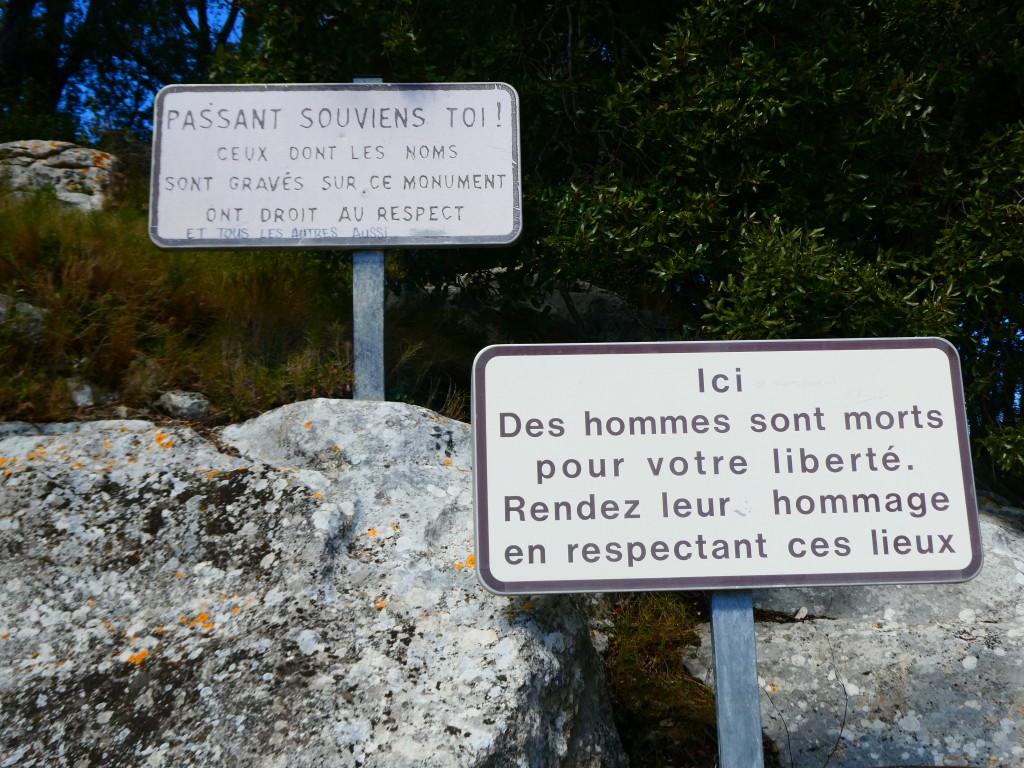 PASSANT SOUVIENS TOI !
CEUX DONT LES NOMS
SONT GRAVÉS SUR CE MONUMENT
ONT DROIT AU RESPECT
ET TOUS LES AUTRES AUSSI
Ici
Des hommes sont morts
pour votre liberté.
Rendez leur hommage
en respectant ces lieux